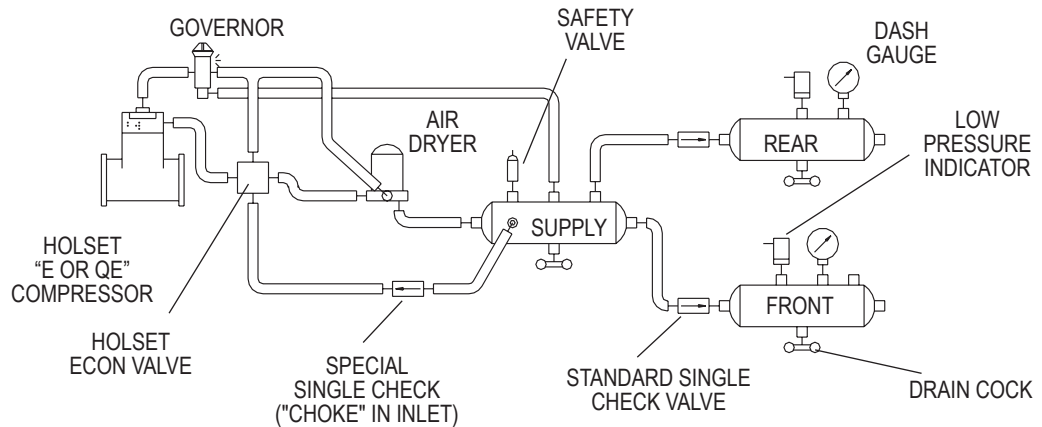 GOVERNOR
SAFETY
VALVE
DASH
GAUGE
AIR
DRYER
REAR
LOW
PRESSURE
INDICATOR
SUPPLY
HOLSET
“E OR QE”
COMPRESSOR
FRONT
HOLSET
ECON VALVE
SPECIAL
SINGLE CHECK
("CHOKE" IN INLET)
STANDARD SINGLE
CHECK VALVE
DRAIN COCK